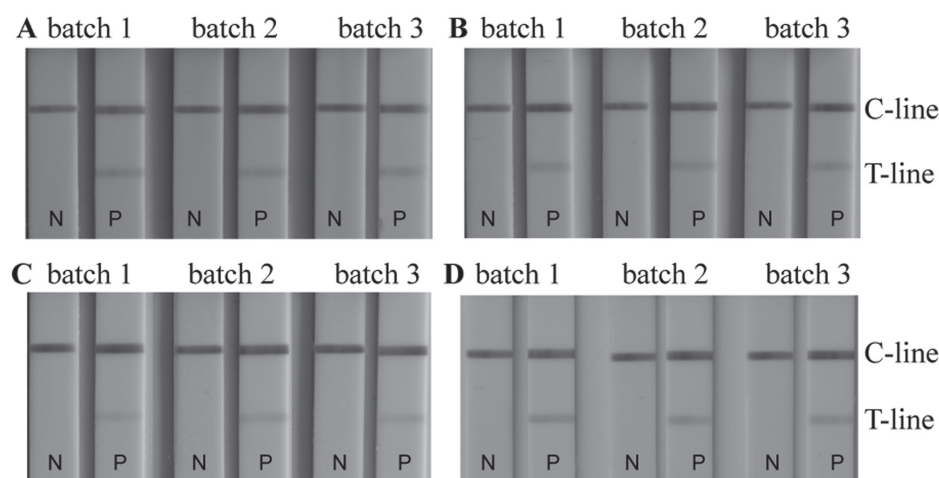 A batch 1 batch 2 batch 3 B batch 1 batch 2 batch 3
C-line
T-line
N P N P N P N P N P N P
C batch 1 batch 2 batch 3 D batch 1 batch 2 batch 3
C-line
T-line
N P N P N P N P N P N P